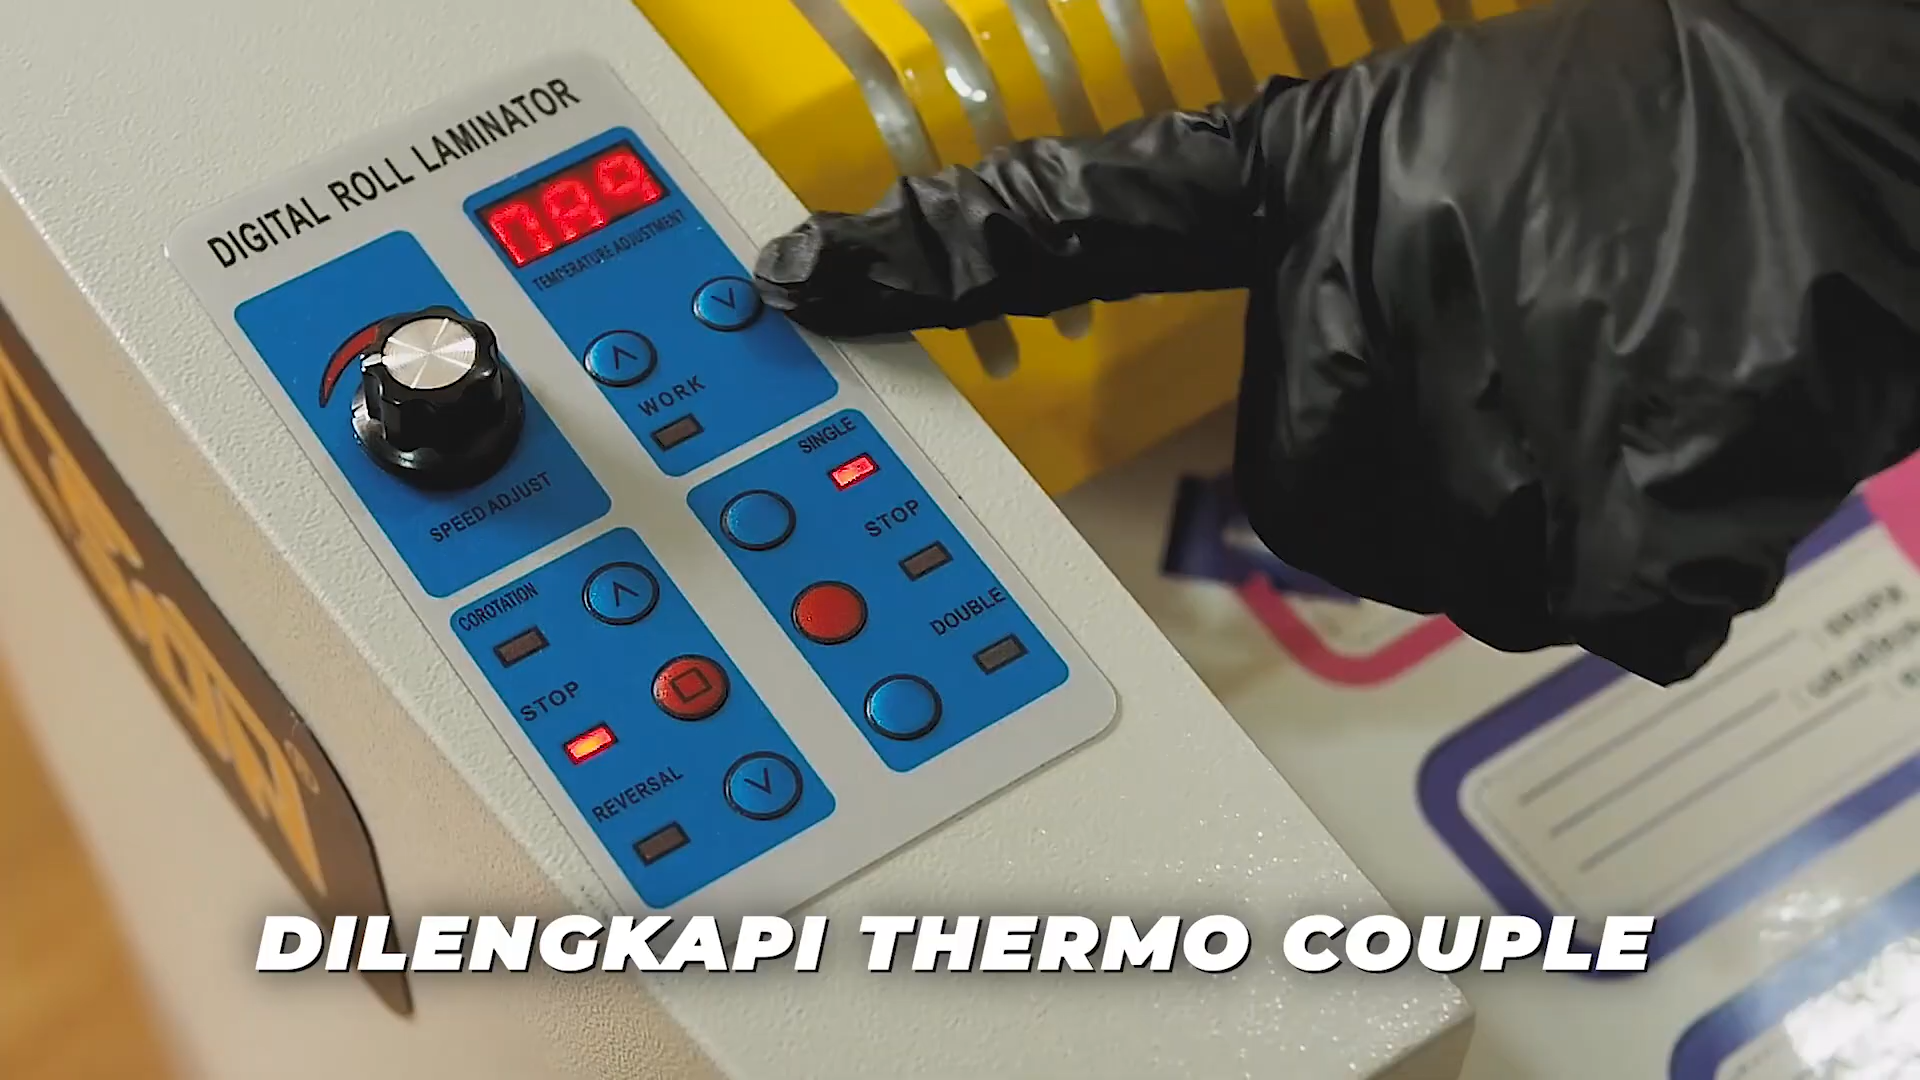 DIGITAL ROLL LAMINATOR
TEMPERATURE ADJUSTMENT
WORK
SPEED ADJUST
SINGLE
STOP
DOUBLE
COROTATION
STOP
REVERSAL
DILENGKAPI THERMO COUPLE